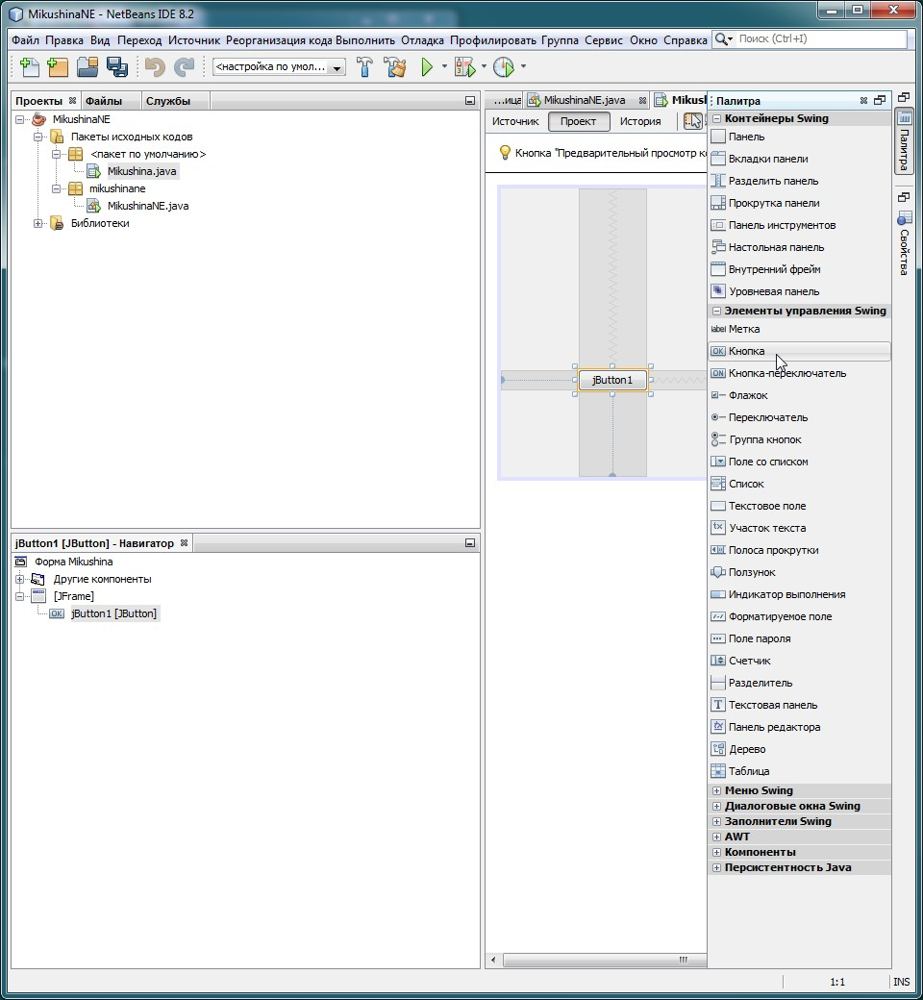 MikushinaNE - NetBeans IDE 8.2
Файл Правка Вид Переход Источник Реорганизация кода Выполнить Отладка Профилировать Группа Сервис Окно Справка
Поиск (Ctrl+I)
<настройка по умол...
Проекты Файлы Службы
MikushinaNE
Пакеты исходных кодов
<пакет по умолчанию>
Mikushina.java
mikushinane
MikushinaNE.java
Библиотеки
jButton1 [JButton] - Навигатор
Форма Mikushina
Другие компоненты
[JFrame]
OK jButton1 [JButton]
...ица MikushinaNE.java Mikush
Источник Проект История
Кнопка "Предварительный просмотр к
jButton1
Палитра
Контейнеры Swing
Панель
Вкладки панели
Разделить панель
Прокрутка панели
Панель инструментов
Настольная панель
Внутренний фрейм
Уровневая панель
Элементы управления Swing
label Метка
OK Кнопка
ON Кнопка-переключатель
Флажок
Переключатель
Группа кнопок
Поле со списком
Список
Текстовое поле
tx Участок текста
Полоса прокрутки
Ползунок
Индикатор выполнения
Форматируемое поле
Поле пароля
Счетчик
Разделитель
T Текстовая панель
tx Панель редактора
Дерево
Таблица
Меню Swing
Диалоговые окна Swing
Заполнители Swing
AWT
Компоненты
Персистентность Java
Палитра
Свойства
1:1 INS